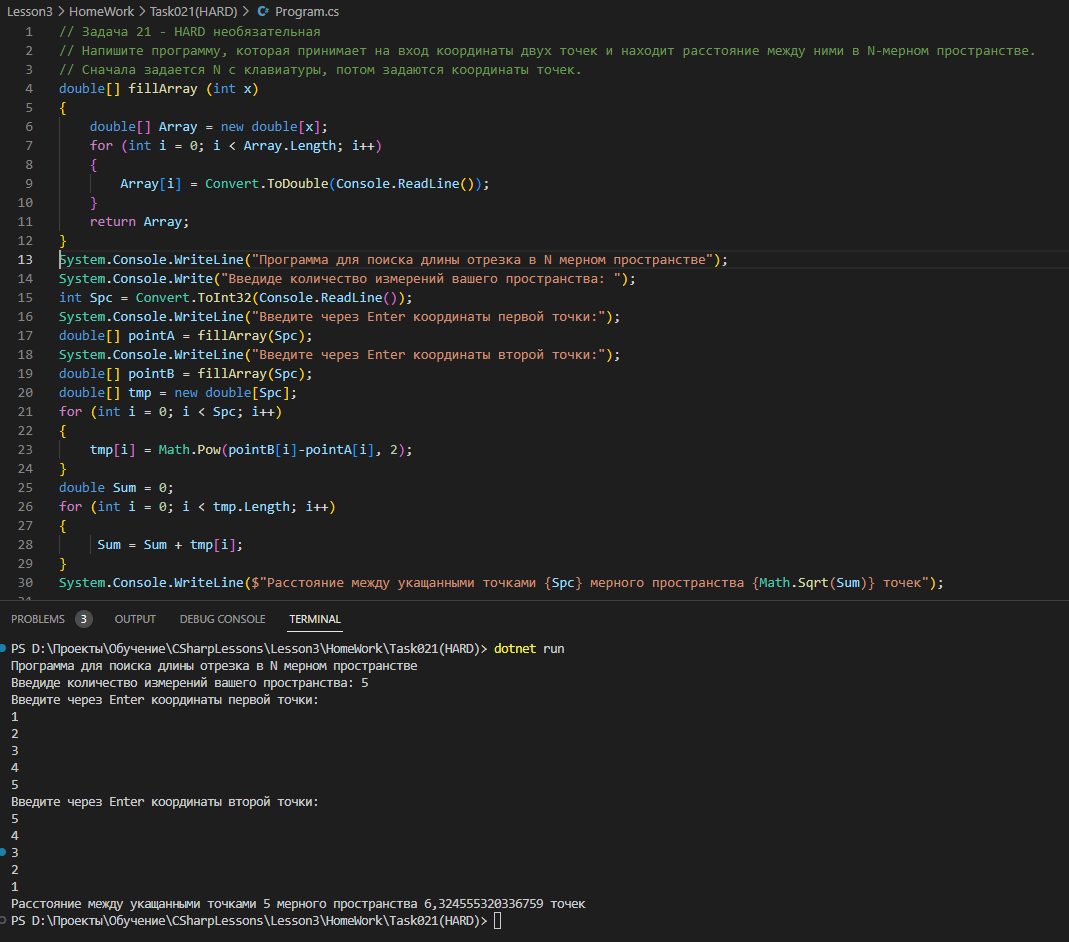 Lesson3 > HomeWork > Task021(HARD) > Program.cs
1 // Задача 21 - HARD необязательная
2 // Напишите программу, которая принимает на вход координаты двух точек и находит расстояние между ними в N-мерном пространстве.
3 // Сначала задается N с клавиатуры, потом задаются координаты точек.
4 double[] fillArray (int x)
5 {
6 double[] Array = new double[x];
7 for (int i = 0; i < Array.Length; i++)
8 {
9 Array[i] = Convert.ToDouble(Console.ReadLine());
10 }
11 return Array;
12 }
13 System.Console.WriteLine("Программа для поиска длины отрезка в N мерном пространстве");
14 System.Console.Write("Введиде количество измерений вашего пространства: ");
15 int Spc = Convert.ToInt32(Console.ReadLine());
16 System.Console.WriteLine("Введите через Enter координаты первой точки:");
17 double[] pointA = fillArray(Spc);
18 System.Console.WriteLine("Введите через Enter координаты второй точки:");
19 double[] pointB = fillArray(Spc);
20 double[] tmp = new double[Spc];
21 for (int i = 0; i < Spc; i++)
22 {
23 tmp[i] = Math.Pow(pointB[i]-pointA[i], 2);
24 }
25 double Sum = 0;
26 for (int i = 0; i < tmp.Length; i++)
27 {
28 Sum = Sum + tmp[i];
29 }
30 System.Console.WriteLine($"Расстояние между укащанными точками {Spc} мерного пространства {Math.Sqrt(Sum)} точек");
31
PROBLEMS 3 OUTPUT DEBUG CONSOLE TERMINAL
PS D:\Проекты\Обучение\CSharpLessons\Lesson3\HomeWork\Task021(HARD)> dotnet run
Программа для поиска длины отрезка в N мерном пространстве
Введиде количество измерений вашего пространства: 5
Введите через Enter координаты первой точки:
1
2
3
4
5
Введите через Enter координаты второй точки:
5
4
3
2
1
Расстояние между укащанными точками 5 мерного пространства 6,324555320336759 точек
PS D:\Проекты\Обучение\CSharpLessons\Lesson3\HomeWork\Task021(HARD)>